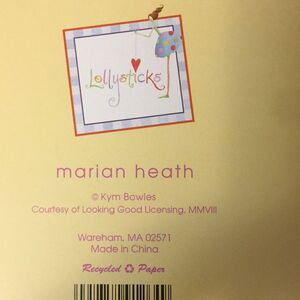 Lollysticks
marian heath
© Kym Bowles
Courtesy of Looking Good Licensing, MMVIII
Wareham, MA 02571
Made in China
Recycled ♻ Paper